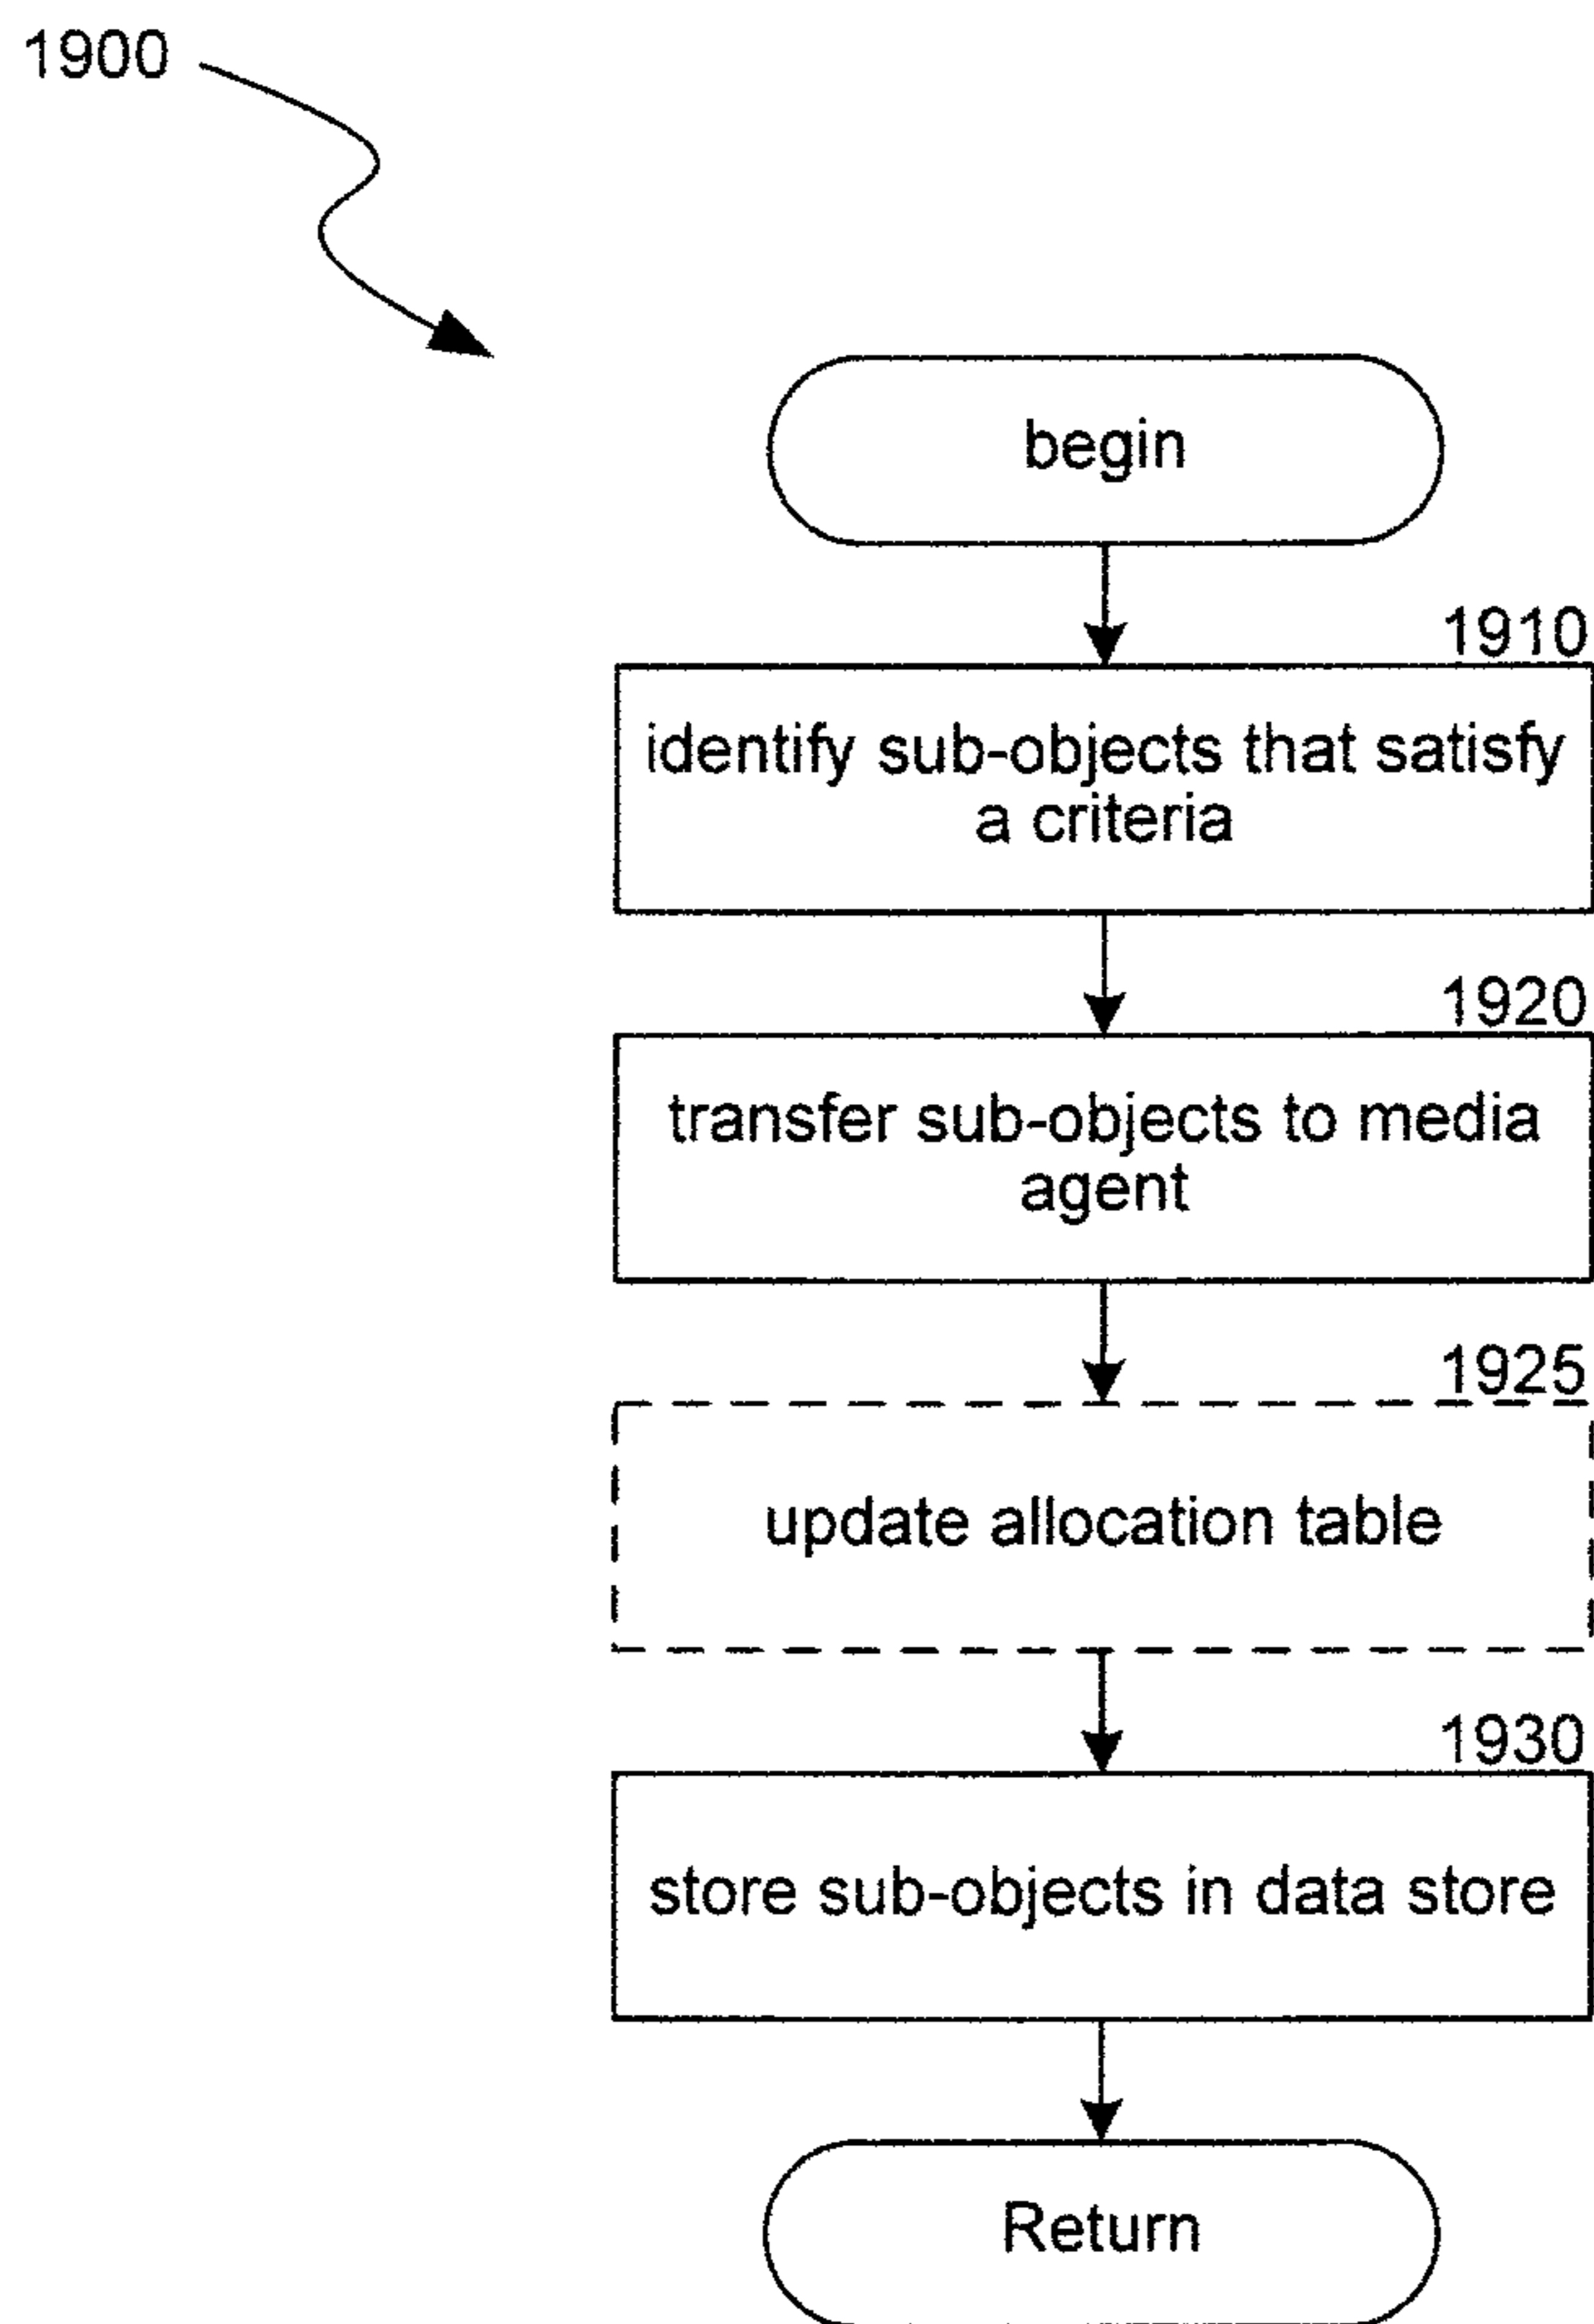 1900
begin
1910
identify sub-objects that satisfy
a criteria
1920
transfer sub-objects to media
agent
1925
update allocation table
1930
store sub-objects in data store
Return